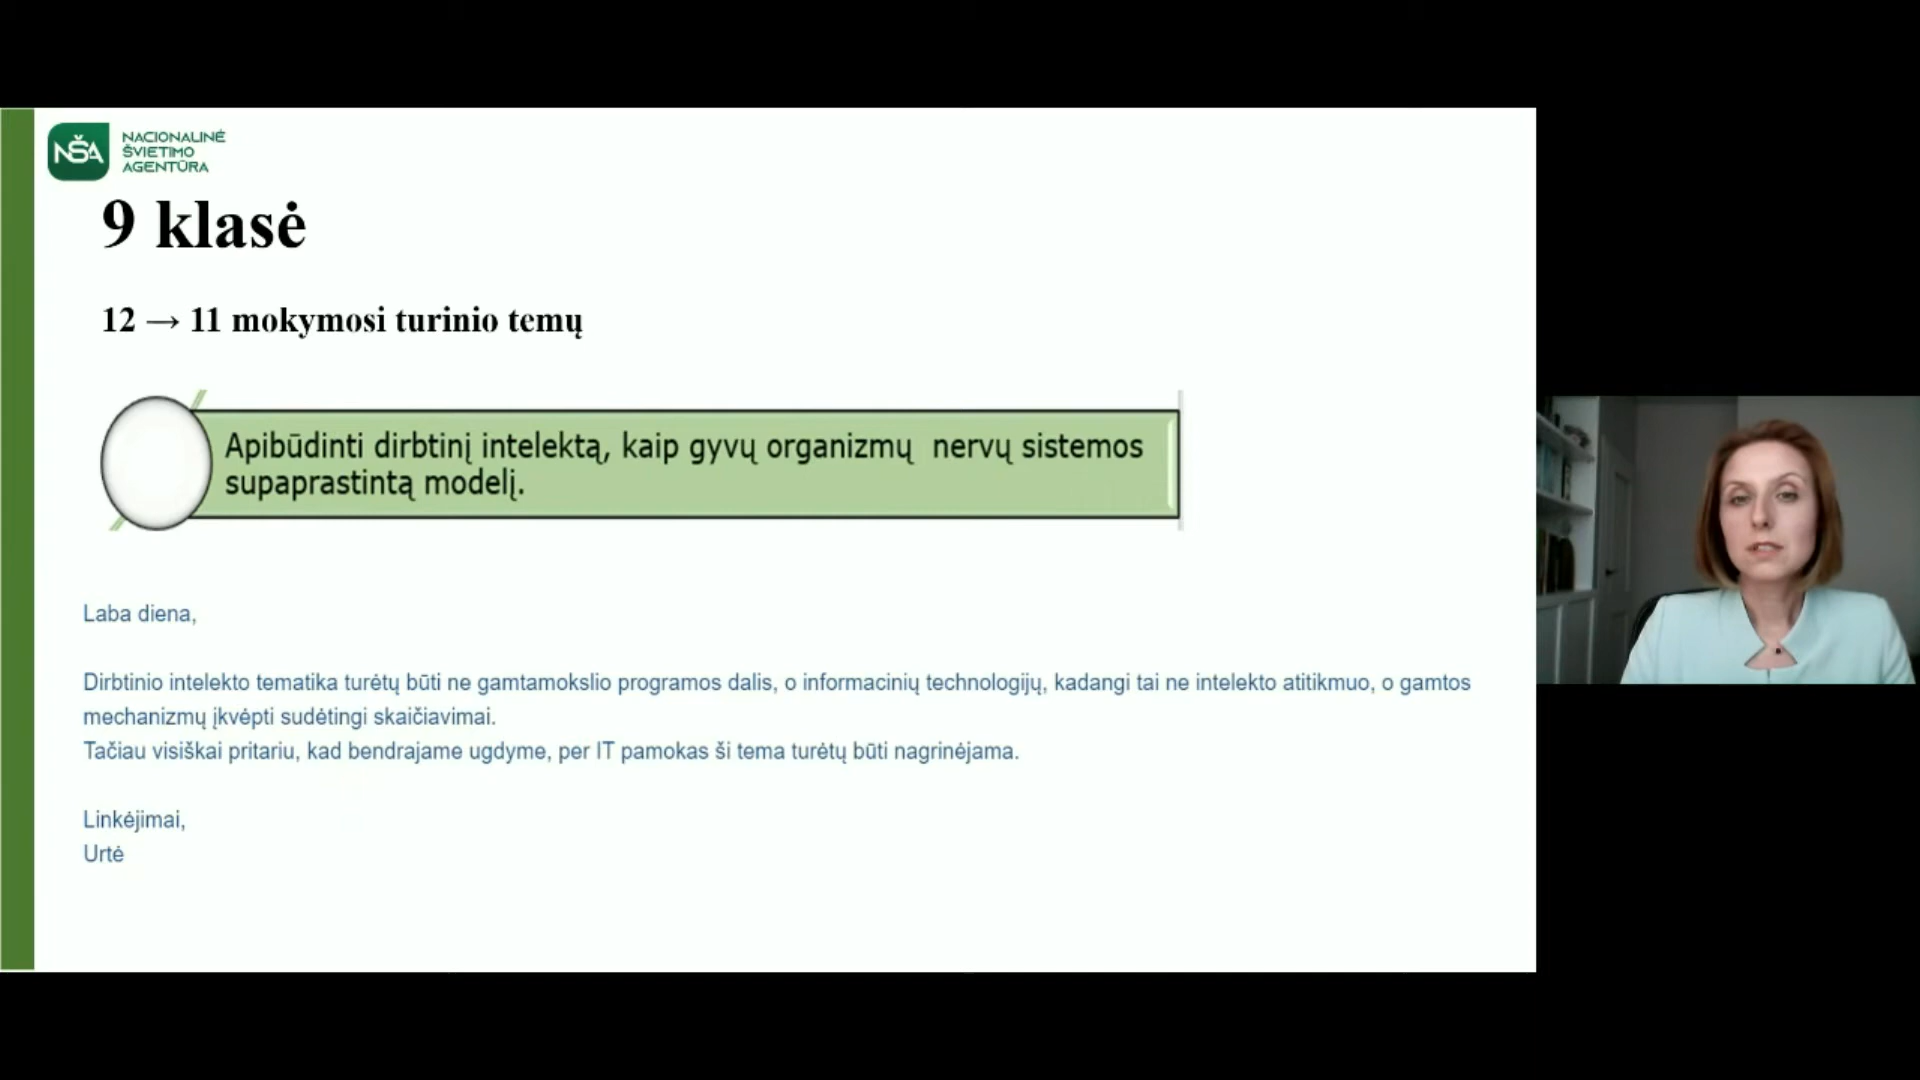 NŠA
NACIONALINĖ
ŠVIETIMO
AGENTŪRA
9 klasė
12 → 11 mokymosi turinio temų
Apibūdinti dirbtinį intelektą, kaip gyvų organizmų nervų sistemos
supaprastintą modelį.
Laba diena,
Dirbtinio intelekto tematika turėtų būti ne gamtamokslio programos dalis, o informacinių technologijų, kadangi tai ne intelekto atitikmuo, o gamtos
mechanizmų įkvėpti sudėtingi skaičiavimai.
Tačiau visiškai pritariu, kad bendrajame ugdyme, per IT pamokas ši tema turėtų būti nagrinėjama.
Linkėjimai,
Urtė